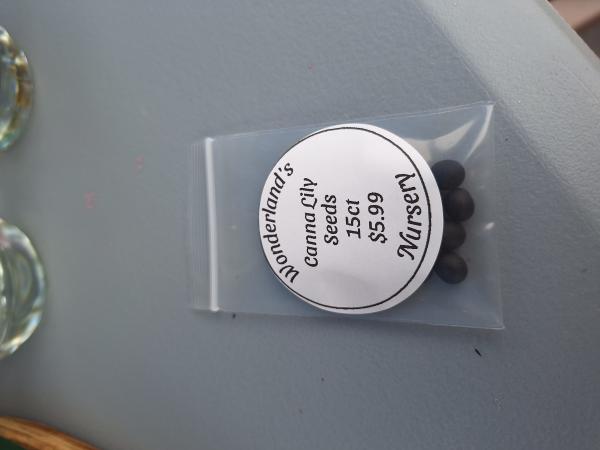 Wonderland's
Canna Lily
Seeds
15ct
$5.99
Nursery